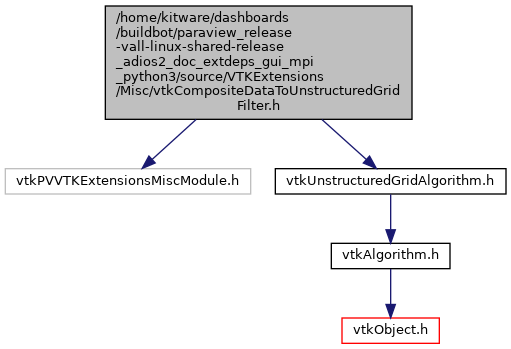 /home/kitware/dashboards
/buildbot/paraview_release
-vall-linux-shared-release
_adios2_doc_extdeps_gui_mpi
_python3/source/VTKExtensions
/Misc/vtkCompositeDataToUnstructuredGrid
Filter.h
vtkPVVTKExtensionsMiscModule.h
vtkUnstructuredGridAlgorithm.h
vtkAlgorithm.h
vtkObject.h